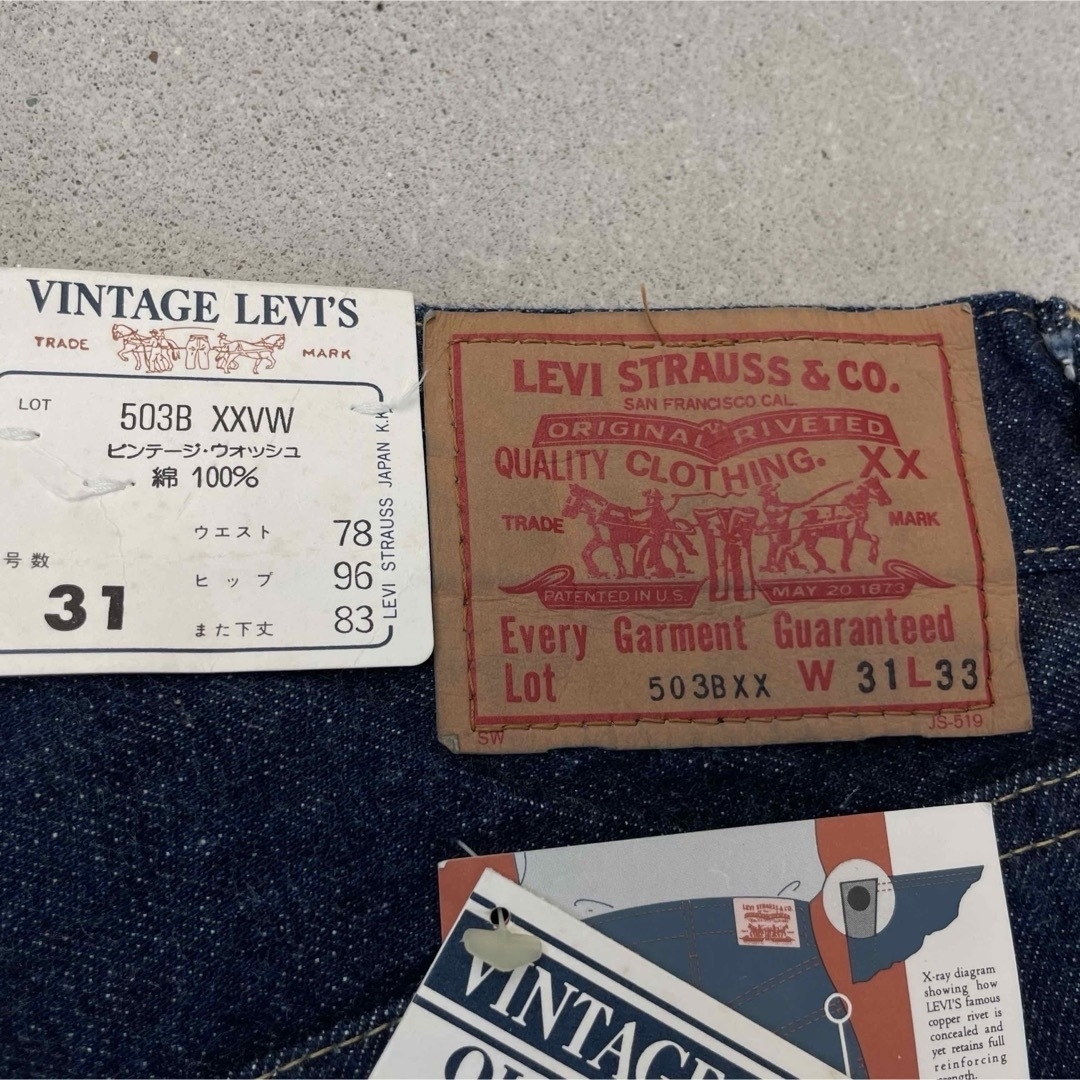 VINTAGE LEVI'S
TRADE MARK
LOT
503B XXVW
ビンテージ・ウォッシュ
綿 100%
号数
31
ウエスト 78
ヒップ 96
また下丈 83
LEVI STRAUSS JAPAN K.K
LEVI STRAUSS & CO.
SAN FRANCISCO CAL.
ORIGINAL RIVETED
QUALITY CLOTHING. XX
TRADE MARK
PATENTED IN U.S. MAY 20 1873
Every Garment Guaranteed
Lot 503BXX W 31 L 33
SW JS-519
LEVI STRAUSS & CO.
X-ray diagram
showing how
LEVI'S famous
copper rivet is
concealed and
yet retains full
reinforcing
VINTAGE